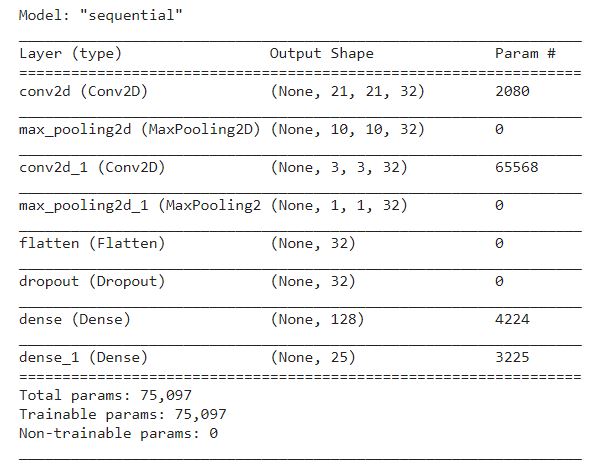 Model: "sequential"
Layer (type) Output Shape Param #
conv2d (Conv2D) (None, 21, 21, 32) 2080
max_pooling2d (MaxPooling2D) (None, 10, 10, 32) 0
conv2d_1 (Conv2D) (None, 3, 3, 32) 65568
max_pooling2d_1 (MaxPooling2 (None, 1, 1, 32) 0
flatten (Flatten) (None, 32) 0
dropout (Dropout) (None, 32) 0
dense (Dense) (None, 128) 4224
dense_1 (Dense) (None, 25) 3225
Total params: 75,097
Trainable params: 75,097
Non-trainable params: 0